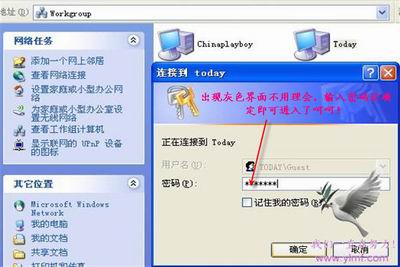 地址(D)
Workgroup
网络任务
添加一个网上邻居
查看网络连接
设置家庭或小型办公网络
为家庭或小型办公室设置无线网络
查看工作组计算机
显示联网的 UPnP 设备的图标
其它位置
Microsoft Windows
Network
我的电脑
我的文档
共享文档
打印机和传真
Chinaplayboy
Today
连接到 today
出现灰色界面不用理会，输入密码
定即可进入了呵呵！
正在连接到 Today
用户名(U):
TODAY\Guest
密码(P):
*******
记住我的密码(R)
确定
取消
www.ylmf.com